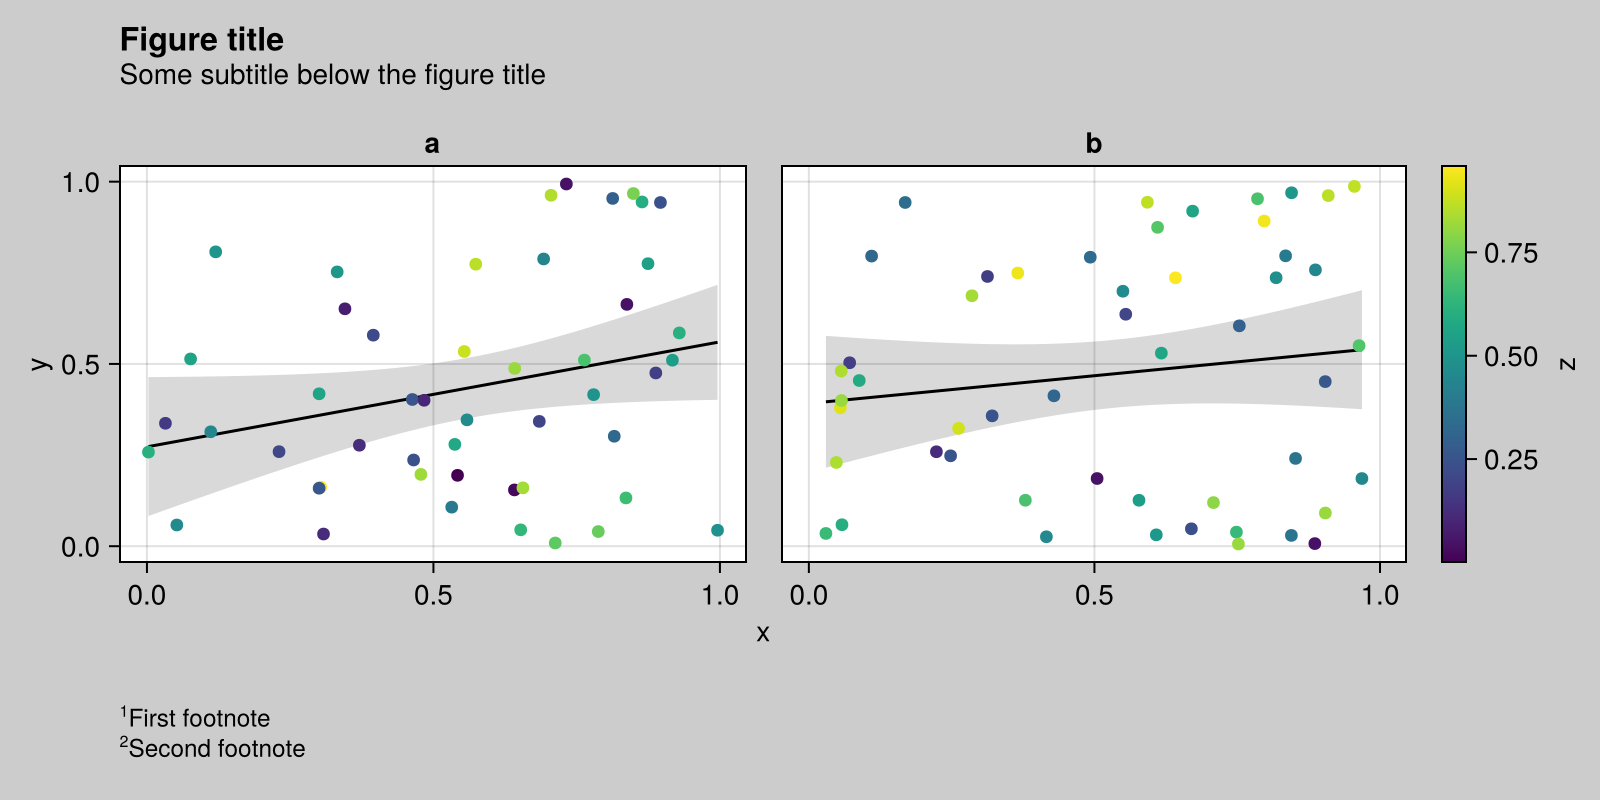 Figure title
Some subtitle below the figure title
a
b
1.0
0.5
0.0
y
0.0
0.5
1.0
0.0
0.5
1.0
x
0.75
0.50
0.25
z
¹First footnote
²Second footnote